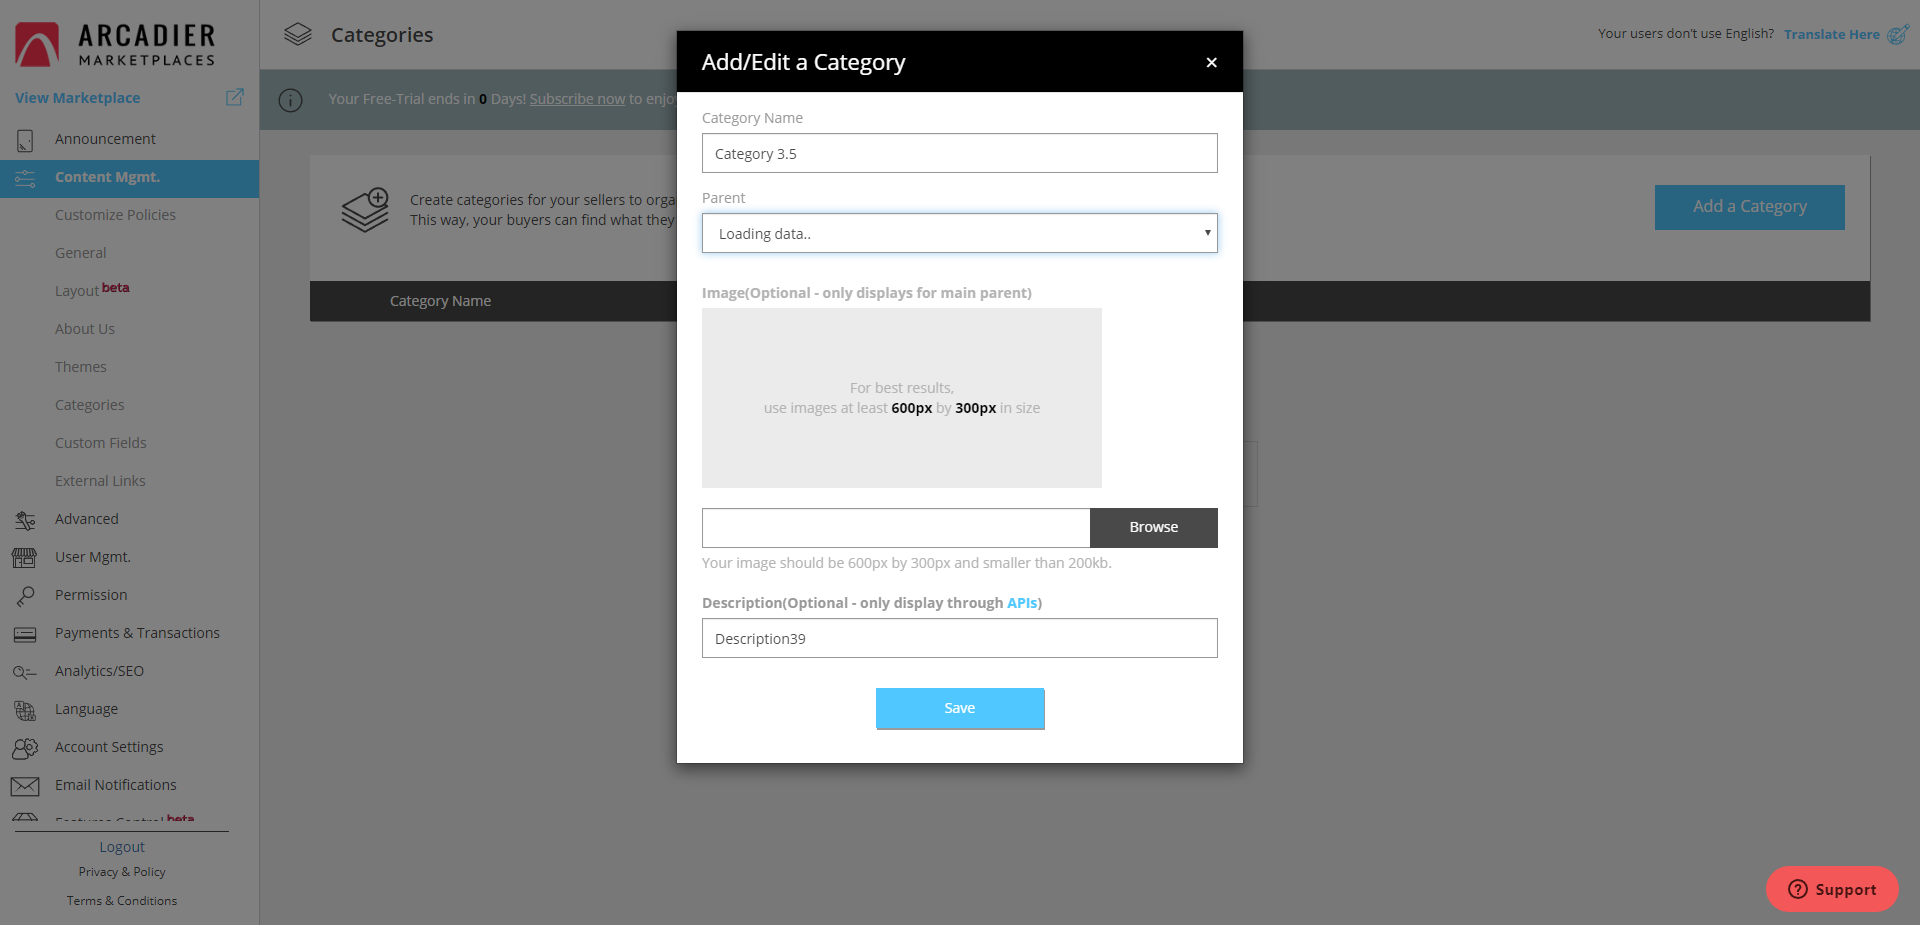 ARCADIER
MARKETPLACES
View Marketplace
Announcement
Content Mgmt.
Customize Policies
General
Layout beta
About Us
Themes
Categories
Custom Fields
External Links
Advanced
User Mgmt.
Permission
Payments & Transactions
Analytics/SEO
Language
Account Settings
Email Notifications
Features Control beta
Logout
Privacy & Policy
Terms & Conditions
Categories
Your users don't use English? Translate Here
Your Free-Trial ends in 0 Days! Subscribe now to enjoy
Create categories for your sellers to orga
This way, your buyers can find what they
Add a Category
Category Name
Add/Edit a Category
×
Category Name
Category 3.5
Parent
Loading data..
Image(Optional - only displays for main parent)
For best results,
use images at least 600px by 300px in size
Browse
Your image should be 600px by 300px and smaller than 200kb.
Description(Optional - only display through APIs)
Description39
Save
Support